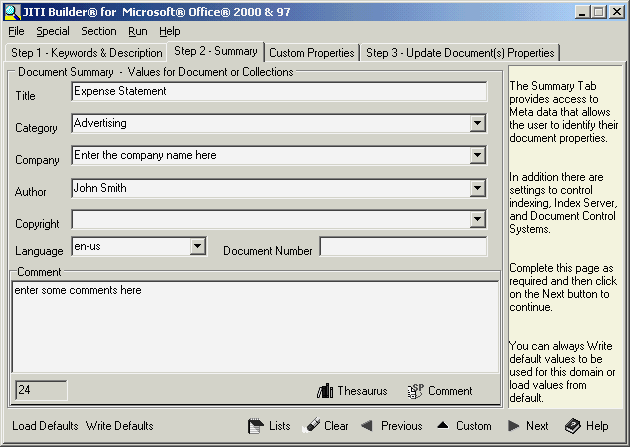 JITI Builder® for Microsoft® Office® 2000 & 97
File Special Section Run Help
Step 1 - Keywords & Description Step 2 - Summary Custom Properties Step 3 - Update Document(s) Properties
Document Summary - Values for Document or Collections
Title Expense Statement
Category Advertising
Company Enter the company name here
Author John Smith
Copyright
Language en-us Document Number
Comment
enter some comments here
24 Thesaurus SP Comment
The Summary Tab
provides access to
Meta data that allows
the user to identify their
document properties.
In addition there are
settings to control
indexing, Index Server,
and Document Control
Systems.
Complete this page as
required and then click
on the Next button to
continue.
You can always Write
default values to be
used for this domain or
load values from
default.
Load Defaults Write Defaults Lists Clear Previous Custom Next Help